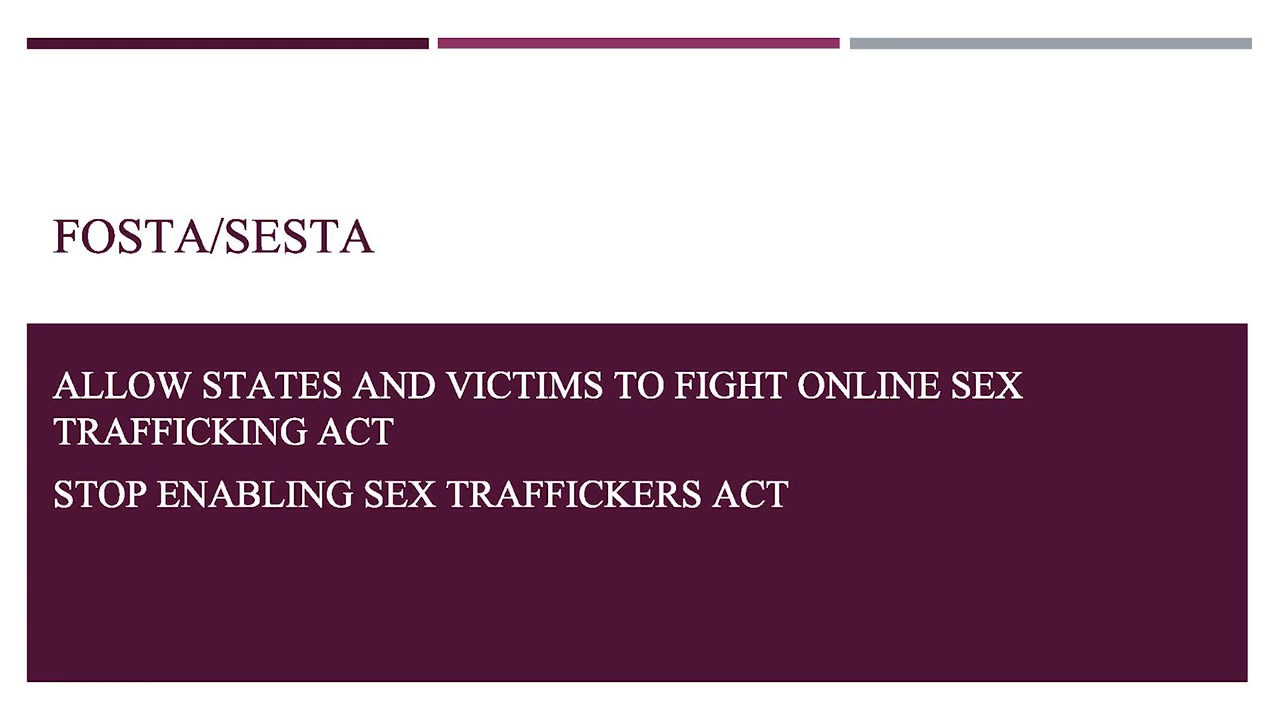 FOSTA/SESTA
ALLOW STATES AND VICTIMS TO FIGHT ONLINE SEX
TRAFFICKING ACT
STOP ENABLING SEX TRAFFICKERS ACT